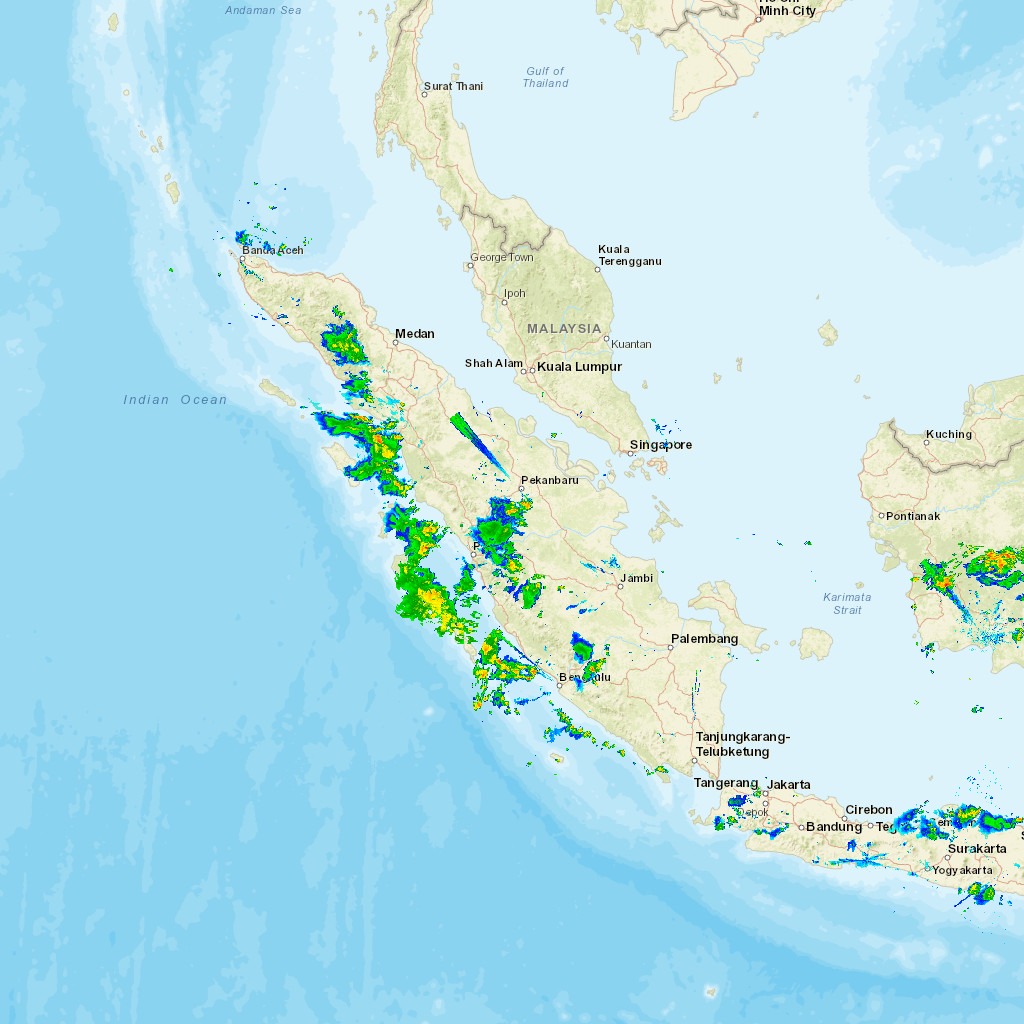 Andaman Sea
Minh City
Gulf of
Thailand
Surat Thani
Banda Aceh
George Town
Kuala
Terengganu
Ipoh
MALAYSIA
Medan
Kuantan
Shah Alam
Kuala Lumpur
Indian Ocean
Kuching
Singapore
Pekanbaru
Pontianak
Jambi
Karimata
Strait
Palembang
Bengkulu
Tanjungkarang-
Telubketung
Tangerang
Jakarta
Depok
Cirebon
Bandung
Surakarta
Yogyakarta